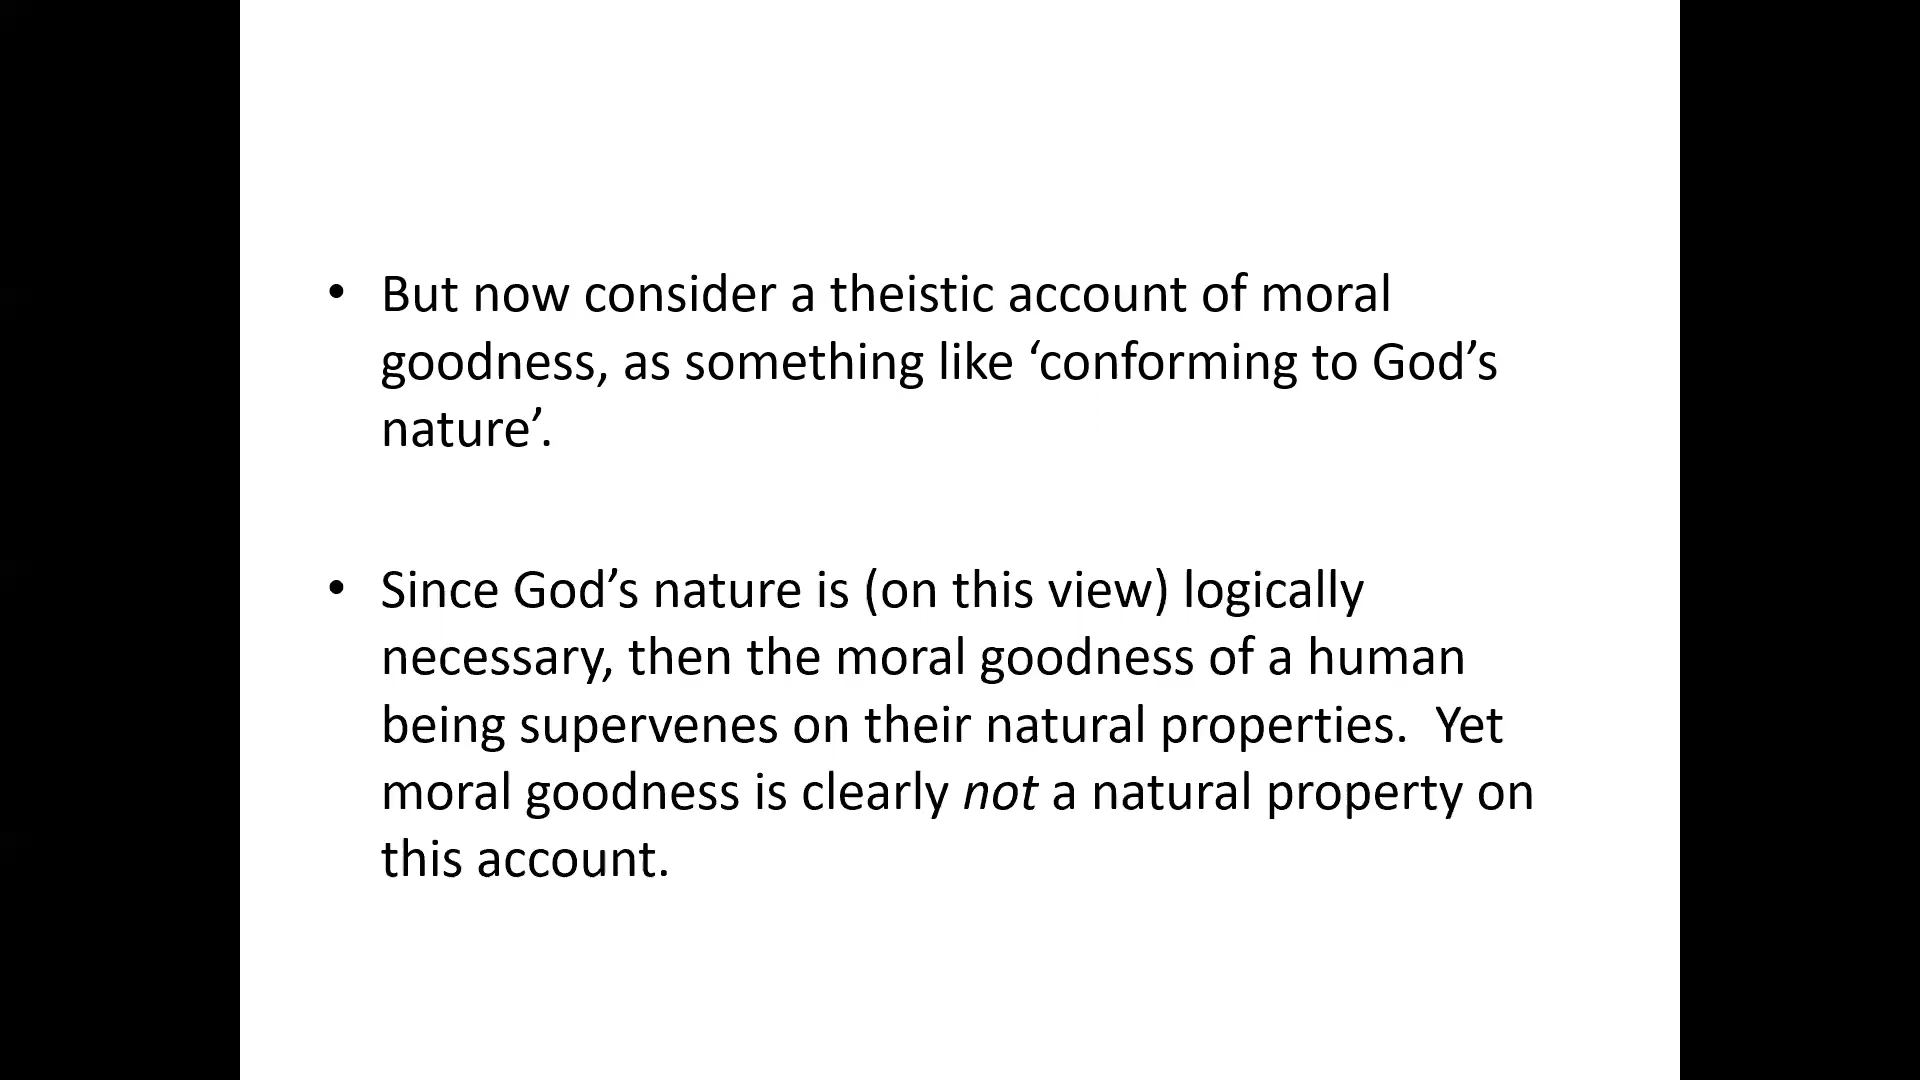 • But now consider a theistic account of moral
goodness, as something like ‘conforming to God’s
nature’.
• Since God’s nature is (on this view) logically
necessary, then the moral goodness of a human
being supervenes on their natural properties.  Yet
moral goodness is clearly not a natural property on
this account.